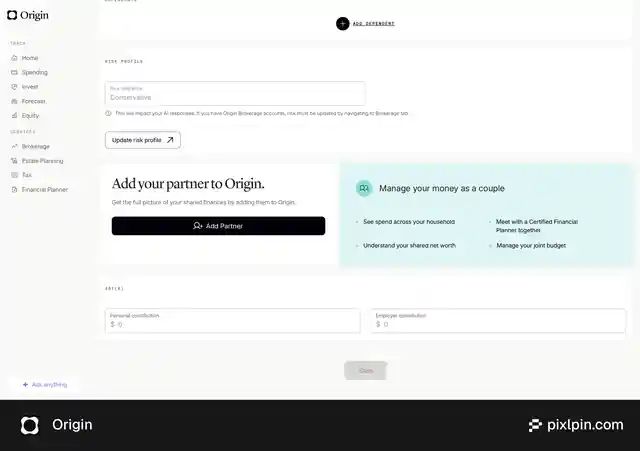 Origin
TRACK
Home
Spending
Invest
Forecast
Equity
SERVICES
Brokerage
Estate Planning
Tax
Financial Planner
Ask anything
ADD DEPENDENT
RISK PROFILE
Risk tolerance
Conservative
This will impact your AI responses. If you have Origin Brokerage accounts, risk must be updated by navigating to Brokerage tab.
Update risk profile
Add your partner to Origin.
Get the full picture of your shared finances by adding them to Origin.
Add Partner
Manage your money as a couple
See spend across your household
Understand your shared net worth
Meet with a Certified Financial
Planner together
Manage your joint budget
401(K)
Personal contribution
$ 0
Employer contribution
$ 0
Origin
pixlpin.com